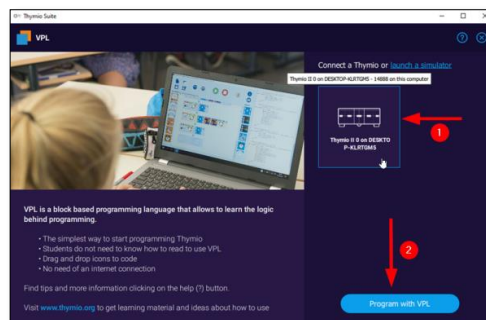 Thymio Suite
VPL
Connect a Thymio or launch a simulator
Thymio II 0 on DESKTOP-KLRTGMS - 14888 on this computer
Thymio II 0 on DESKTO
P-KLRTGMS
1
VPL is a block based programming language that allows to learn the logic
behind programming.
• The simplest way to start programming Thymio
• Students do not need to know how to read to use VPL
• Drag and drop icons to code
• No need of an internet connection
2
Find tips and more information clicking on the help (?) button.
Visit www.thymio.org to get learning material and ideas about how to use
Program with VPL